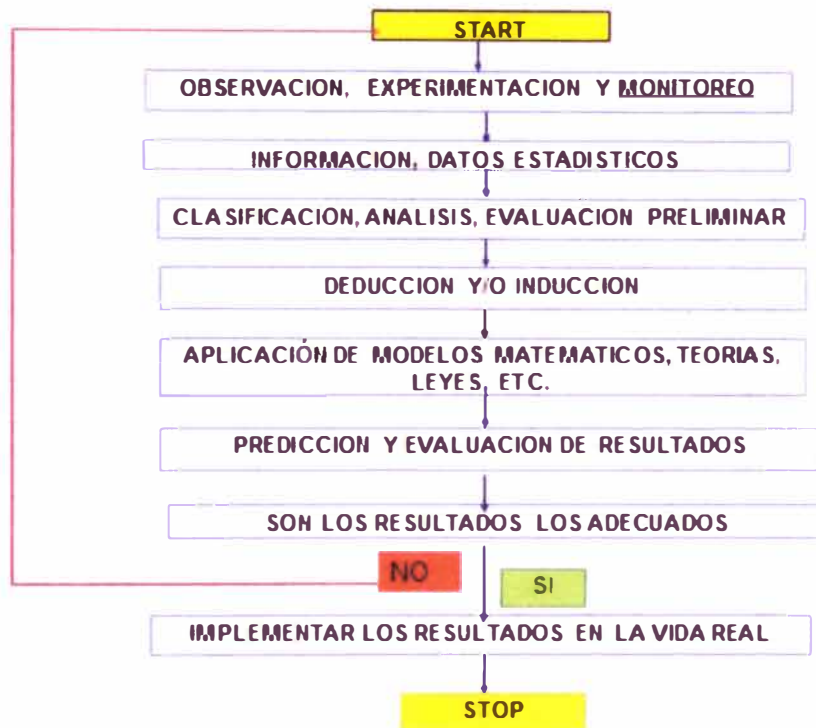 START
OBSERVACION, EXPERIMENTACION Y MONITOREO
INFORMACION, DATOS ESTADISTICOS
CLASIFICACION, ANALISIS, EVALUACION PRELIMINAR
DEDUCCION Y/O INDUCCION
APLICACIÓN DE MODELOS MATEMATICOS, TEORIAS,
LEYES, ETC.
PREDICCION Y EVALUACION DE RESULTADOS
SON LOS RESULTADOS LOS ADECUADOS
NO
SI
IMPLEMENTAR LOS RESULTADOS EN LA VIDA REAL
STOP